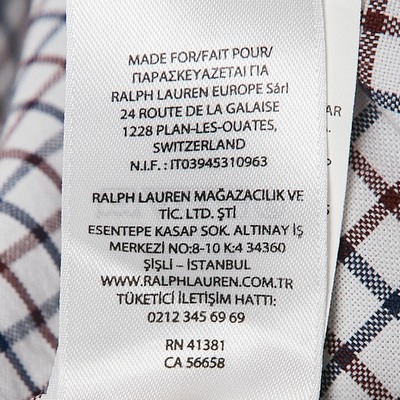 MADE FOR/FAIT POUR/
ΠΑΡΑΣΚΕΥΑΖΕΤΑΙ ΓΙΑ
RALPH LAUREN EUROPE Sárl
24 ROUTE DE LA GALAISE
1228 PLAN-LES-OUATES,
SWITZERLAND
N.I.F. : IT03945310963
RALPH LAUREN MAĞAZACILIK VE
TİC. LTD. ŞTİ
ESENTEPE KASAP SOK. ALTINAY İŞ
MERKEZİ NO:8-10 K:4 34360
ŞİŞLİ – İSTANBUL
WWW.RALPHLAUREN.COM.TR
TÜKETİCİ İLETİŞİM HATTI:
0212 345 69 69
RN 41381
CA 56658